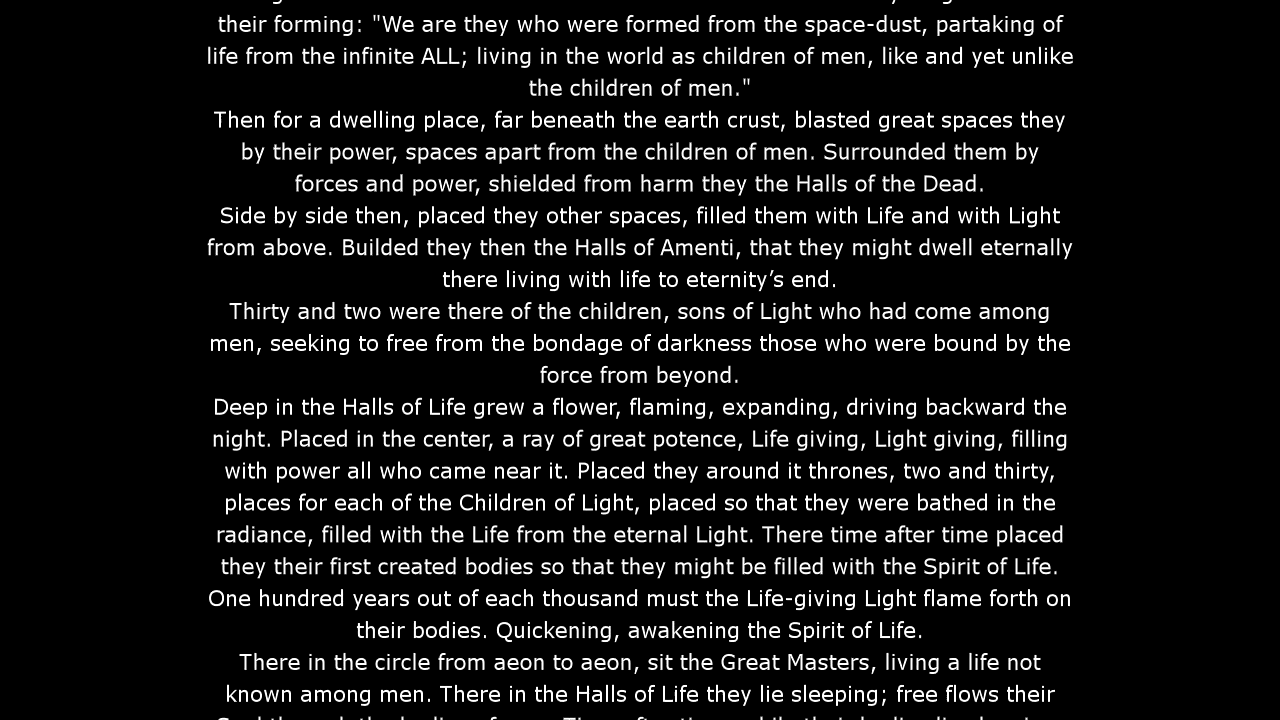 their forming: "We are they who were formed from the space-dust, partaking of
life from the infinite ALL; living in the world as children of men, like and yet unlike
the children of men."
Then for a dwelling place, far beneath the earth crust, blasted great spaces they
by their power, spaces apart from the children of men. Surrounded them by
forces and power, shielded from harm they the Halls of the Dead.
Side by side then, placed they other spaces, filled them with Life and with Light
from above. Builded they then the Halls of Amenti, that they might dwell eternally
there living with life to eternity’s end.
Thirty and two were there of the children, sons of Light who had come among
men, seeking to free from the bondage of darkness those who were bound by the
force from beyond.
Deep in the Halls of Life grew a flower, flaming, expanding, driving backward the
night. Placed in the center, a ray of great potence, Life giving, Light giving, filling
with power all who came near it. Placed they around it thrones, two and thirty,
places for each of the Children of Light, placed so that they were bathed in the
radiance, filled with the Life from the eternal Light. There time after time placed
they their first created bodies so that they might be filled with the Spirit of Life.
One hundred years out of each thousand must the Life-giving Light flame forth on
their bodies. Quickening, awakening the Spirit of Life.
There in the circle from aeon to aeon, sit the Great Masters, living a life not
known among men. There in the Halls of Life they lie sleeping; free flows their